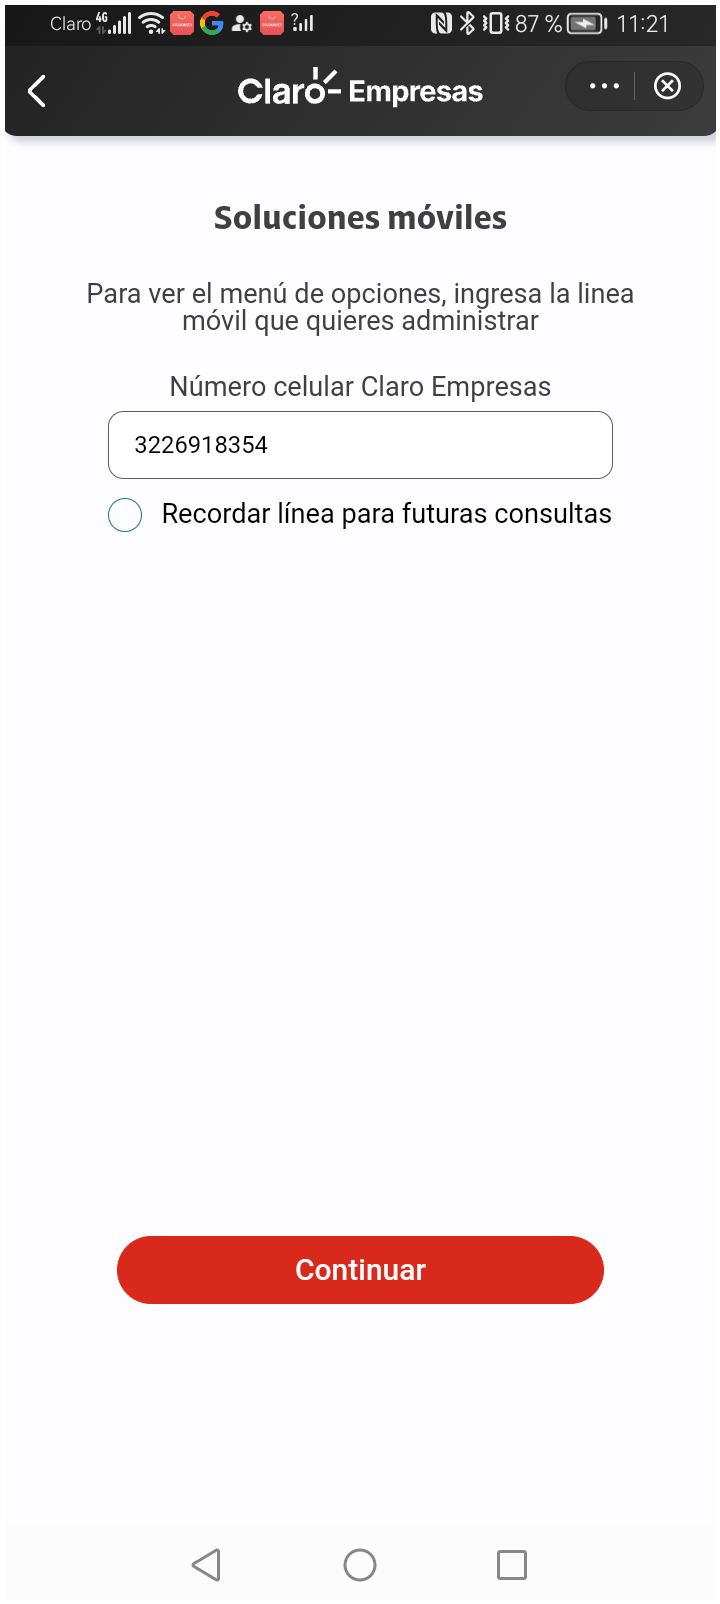 Claro 4G ? 87 % 11:21
Claro Empresas
Soluciones móviles
Para ver el menú de opciones, ingresa la linea
móvil que quieres administrar
Número celular Claro Empresas
3226918354
Recordar línea para futuras consultas
Continuar